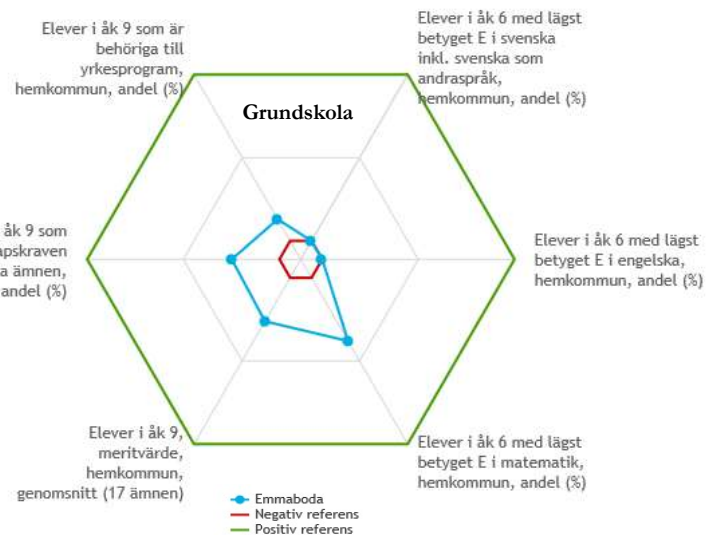 Elever i åk 9 som är
behöriga till
yrkesprogram,
hemkommun, andel (%)
Elever i åk 6 med lägst
betyget E i svenska
inkl. svenska som
andraspråk,
hemkommun, andel (%)
Grundskola
åk 9 som
apskraven
a ämnen,
andel (%)
Elever i åk 6 med lägst
betyget E i engelska,
hemkommun, andel (%)
Elever i åk 9,
meritvärde,
hemkommun,
genomsnitt (17 ämnen)
Elever i åk 6 med lägst
betyget E i matematik,
hemkommun, andel (%)
Emmaboda
Negativ referens
Positiv referens